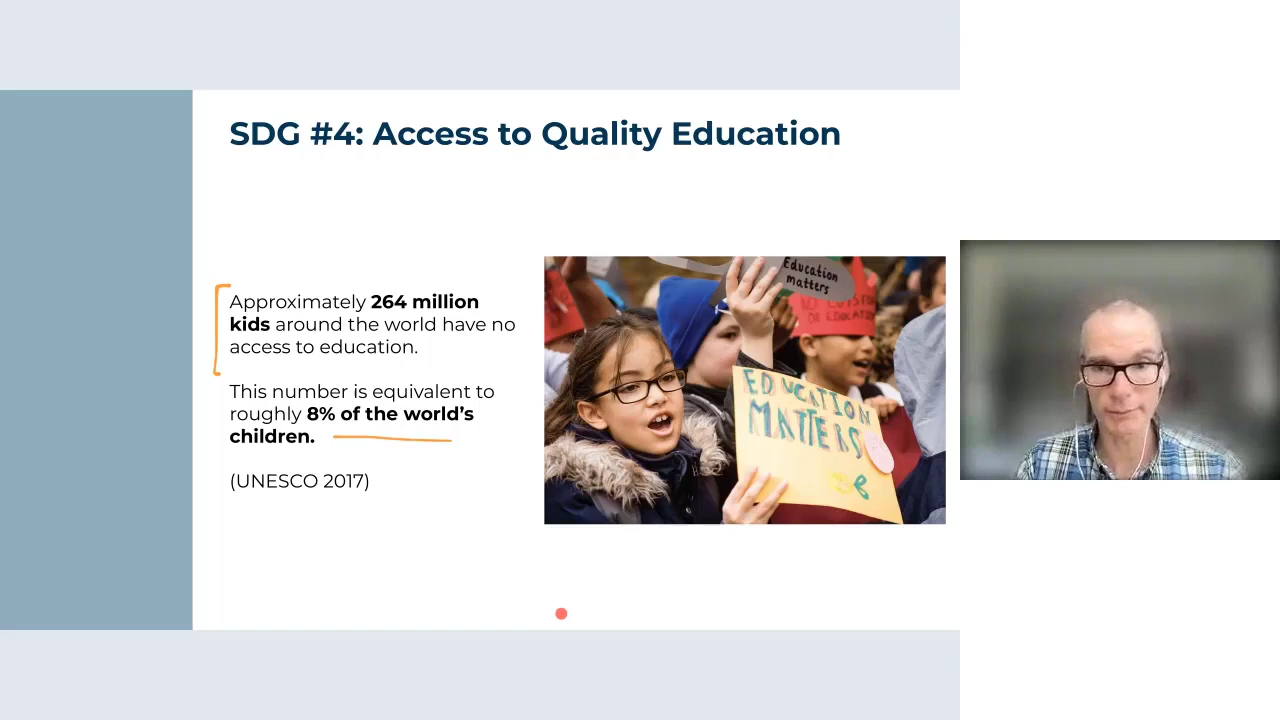 SDG #4: Access to Quality Education
Approximately 264 million
kids around the world have no
access to education.
This number is equivalent to
roughly 8% of the world’s
children.
(UNESCO 2017)
Education
matters
EDUCATION
MATTERS